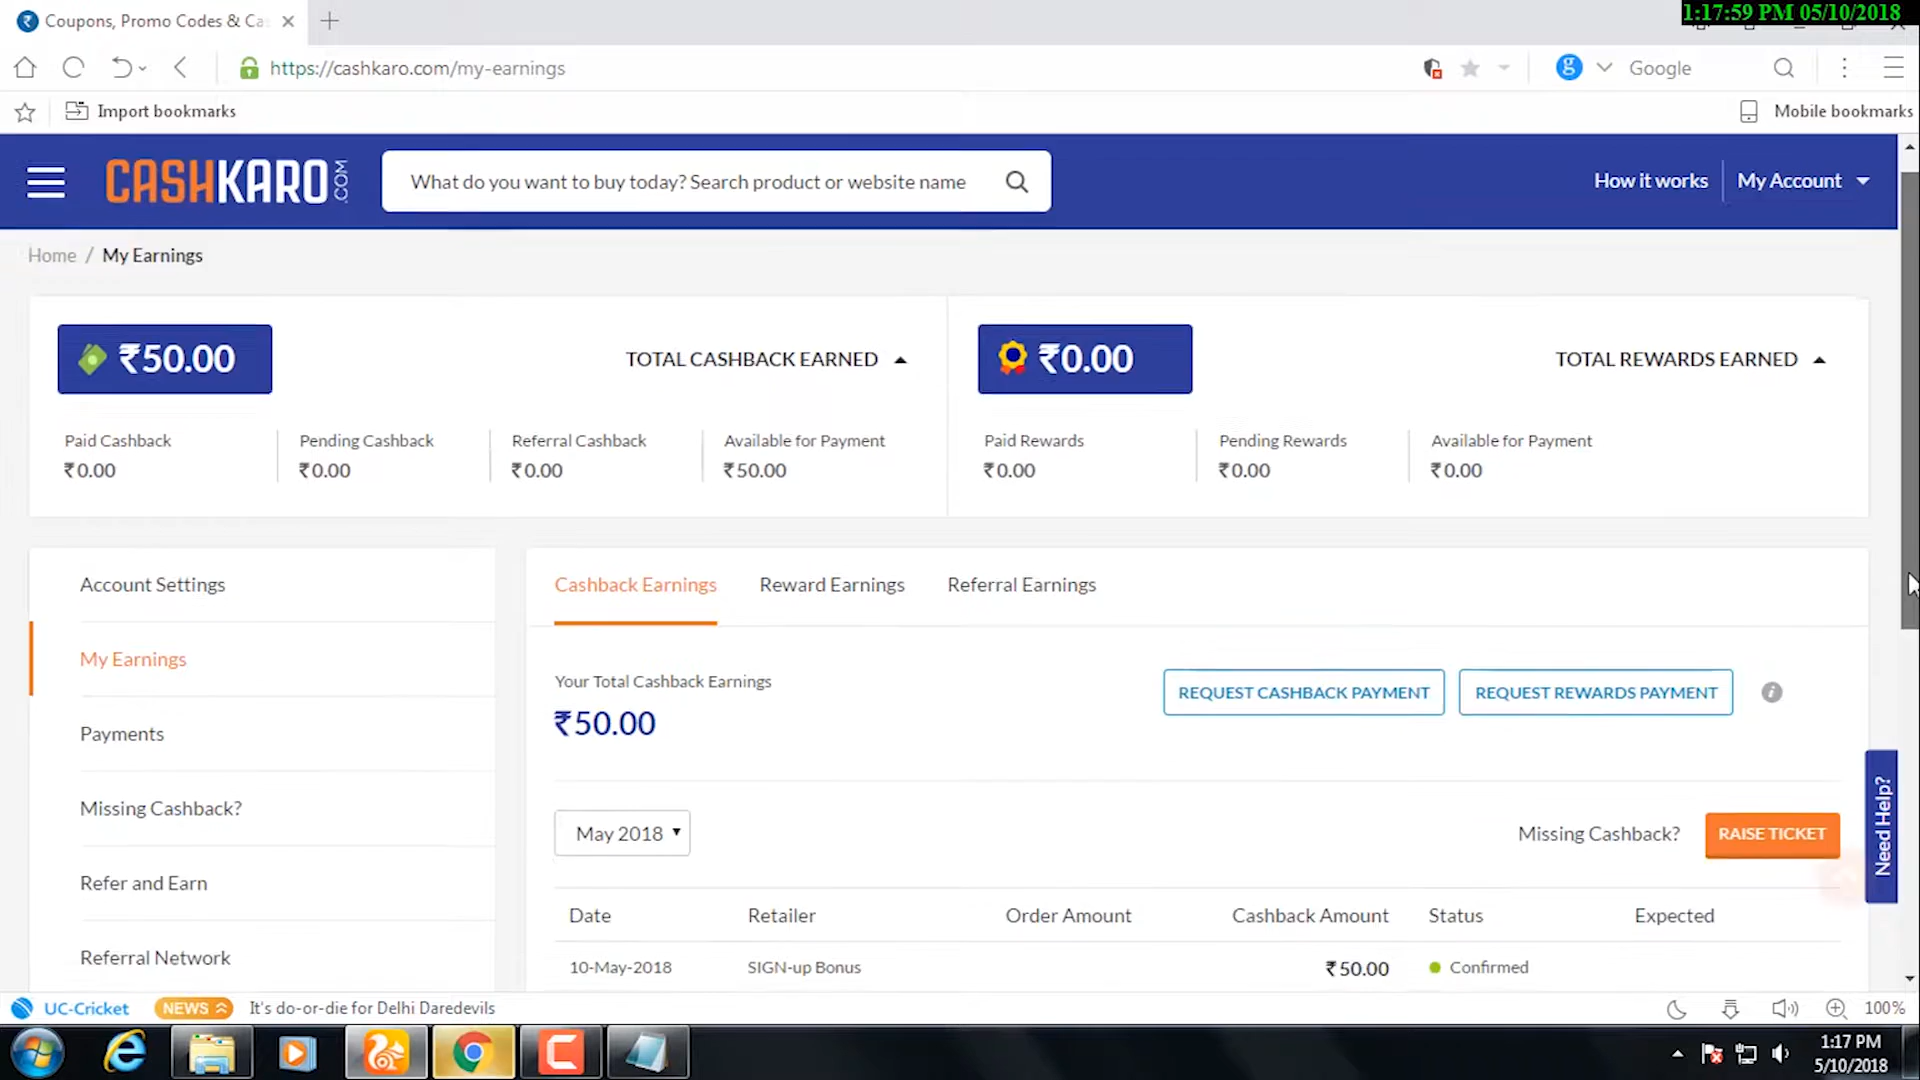 Coupons, Promo Codes & Ca
1:17:59 PM 05/10/2018
https://cashkaro.com/my-earnings
g
Google
Import bookmarks
Mobile bookmarks
CASHKARO.COM
What do you want to buy today? Search product or website name
How it works
My Account
Home / My Earnings
₹50.00
TOTAL CASHBACK EARNED
₹0.00
TOTAL REWARDS EARNED
Paid Cashback
₹0.00
Pending Cashback
₹0.00
Referral Cashback
₹0.00
Available for Payment
₹50.00
Paid Rewards
₹0.00
Pending Rewards
₹0.00
Available for Payment
₹0.00
Account Settings
My Earnings
Payments
Missing Cashback?
Refer and Earn
Referral Network
Cashback Earnings
Reward Earnings
Referral Earnings
Your Total Cashback Earnings
₹50.00
REQUEST CASHBACK PAYMENT
REQUEST REWARDS PAYMENT
May 2018
Missing Cashback?
RAISE TICKET
Need Help?
Date Retailer Order Amount Cashback Amount Status Expected
10-May-2018 SIGN-up Bonus ₹50.00 Confirmed
UC-Cricket
NEWS
It's do-or-die for Delhi Daredevils
100%
1:17 PM
5/10/2018